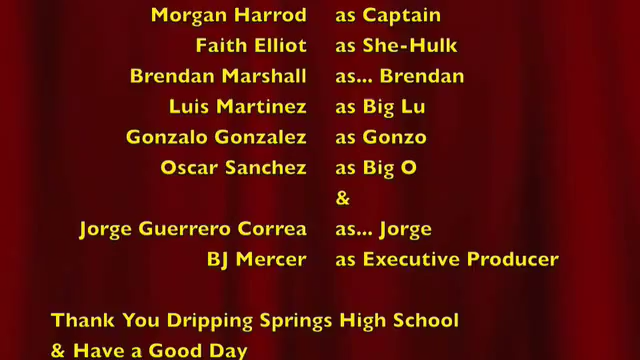 Morgan Harrod as Captain
Faith Elliot as She-Hulk
Brendan Marshall as... Brendan
Luis Martinez as Big Lu
Gonzalo Gonzalez as Gonzo
Oscar Sanchez as Big O
&
Jorge Guerrero Correa as... Jorge
BJ Mercer as Executive Producer
Thank You Dripping Springs High School
& Have a Good Day